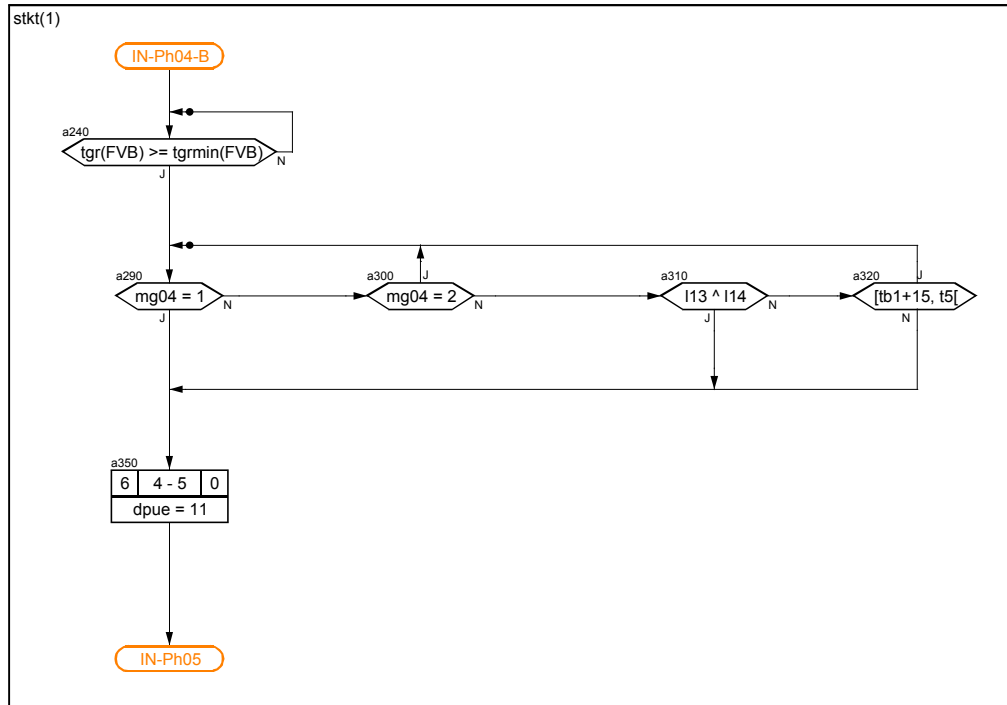 stkt(1)
IN-Ph04-B
a240
tgr(FVB) >= tgrmin(FVB)
N
J
a290
mg04 = 1
N
J
a300
mg04 = 2
J
N
a310
l13 ^ l14
N
J
a320
[tb1+15, t5[
J
N
a350
6 4 - 5 0
dpue = 11
IN-Ph05